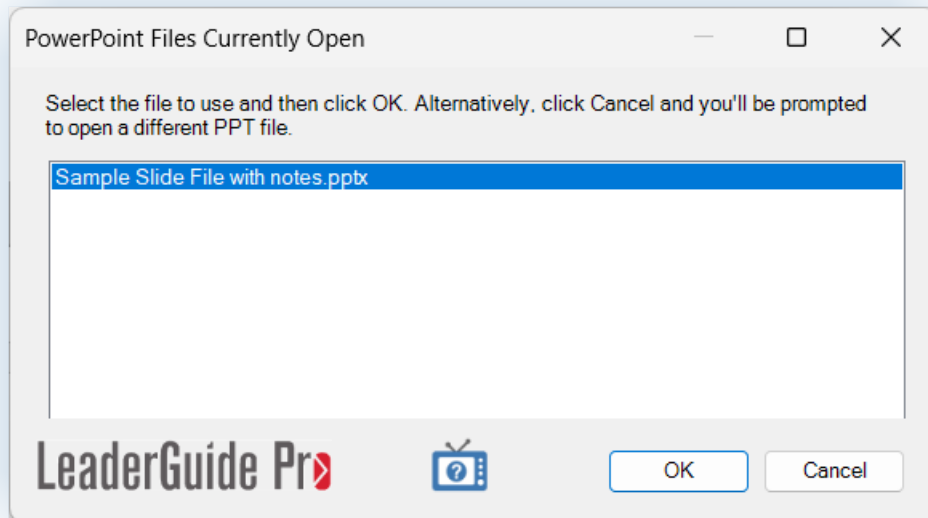 PowerPoint Files Currently Open
Select the file to use and then click OK. Alternatively, click Cancel and you'll be prompted
to open a different PPT file.
Sample Slide File with notes.pptx
LeaderGuide Pro
?
OK
Cancel